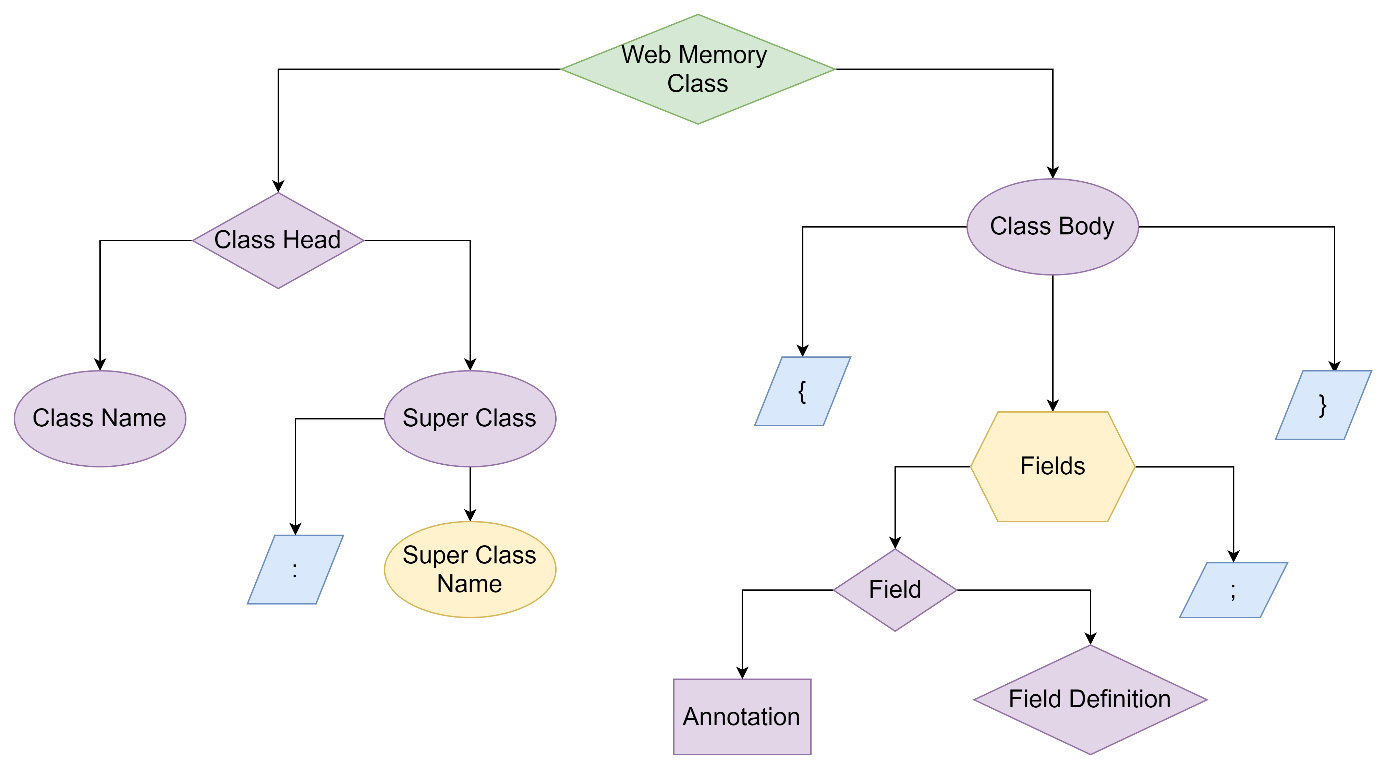 Web Memory
Class
Class Head
Class Body
Class Name
Super Class
{
}
Fields
:
Super Class
Name
Field
;
Annotation
Field Definition